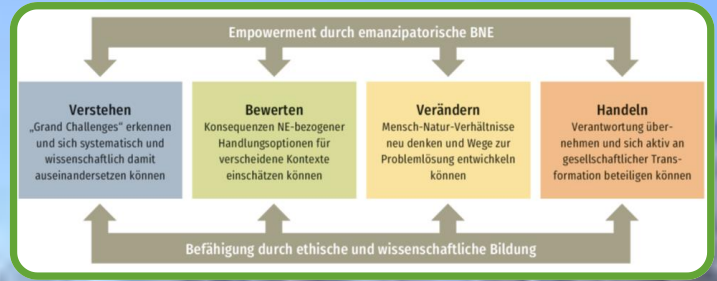 Empowerment durch emanzipatorische BNE
Verstehen
„Grand Challenges“ erkennen
und sich systematisch und
wissenschaftlich damit
auseinandersetzen können
Bewerten
Konsequenzen NE-bezogener
Handlungsoptionen für
verscheidene Kontexte
einschätzen können
Verändern
Mensch-Natur-Verhältnisse
neu denken und Wege zur
Problemlösung entwichkeln
können
Handeln
Verantwortung über-
nehmen und sich aktiv an
gesellschaftlicher Trans-
formation beteiligen können
Befähigung durch ethische und wissenschaftliche Bildung